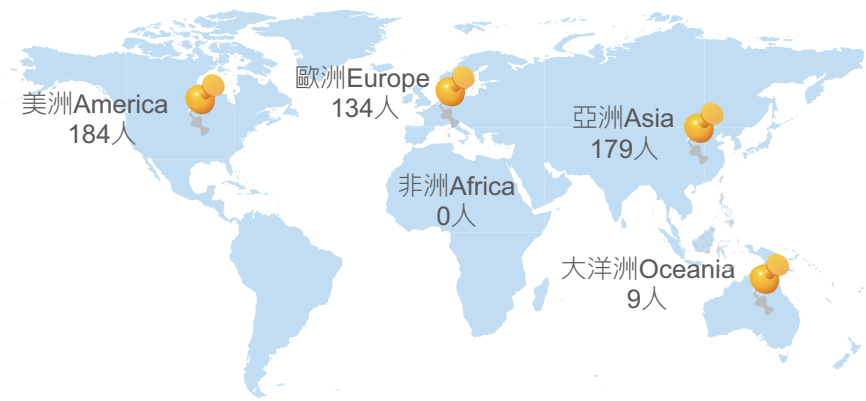 美洲America
184人
歐洲Europe
134人
亞洲Asia
179人
非洲Africa
0人
大洋洲Oceania
9人